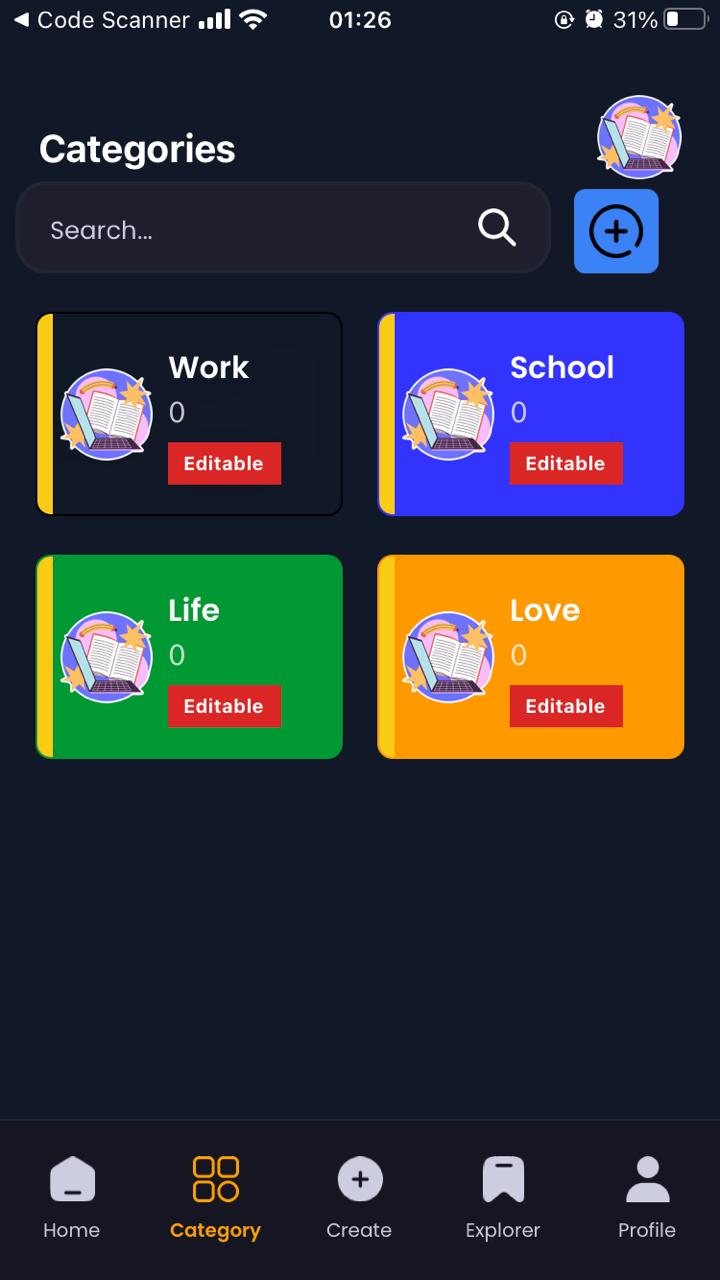 ◀ Code Scanner 01:26 31%
Categories
Search...
Work
0
Editable
School
0
Editable
Life
0
Editable
Love
0
Editable
Home Category Create Explorer Profile